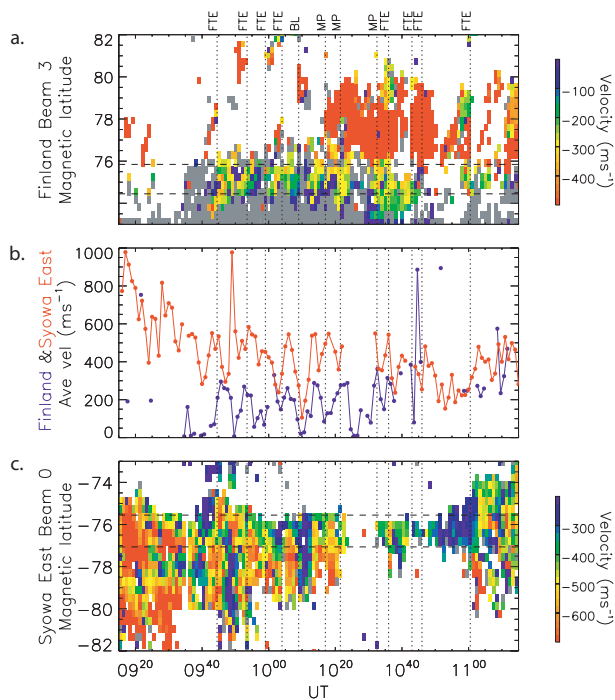 FTE FTE FTE FTE BL MP MP MP FTE FTE FTE FTE
a.
Finland Beam 3
Magnetic latitude
82
80
78
76
Velocity (ms⁻¹)
−100
−200
−300
−400
b.
Finland & Syowa East
Ave vel (ms⁻¹)
1000
800
600
400
200
0
c.
Syowa East Beam 0
Magnetic latitude
−74
−76
−78
−80
−82
Velocity (ms⁻¹)
−300
−400
−500
−600
09²⁰ 09⁴⁰ 10⁰⁰ 10²⁰ 10⁴⁰ 11⁰⁰
UT